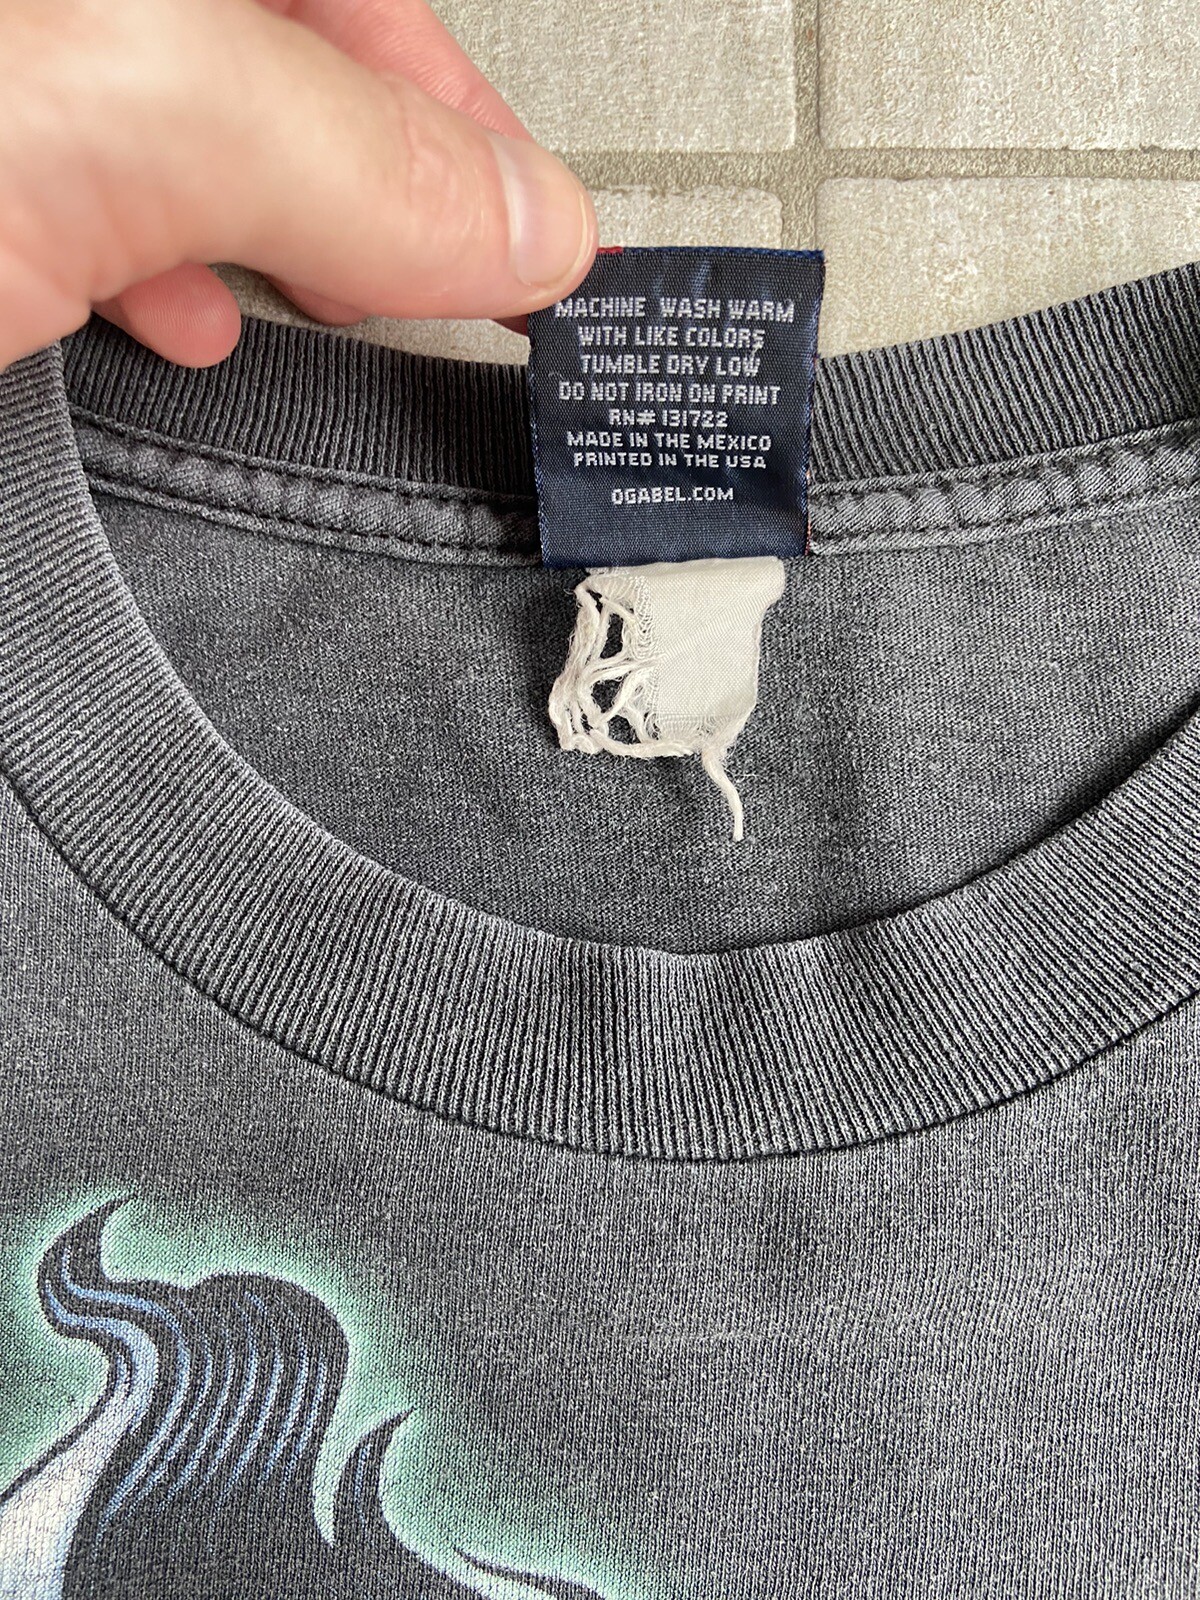 MACHINE WASH WARM
WITH LIKE COLORS
TUMBLE DRY LOW
DO NOT IRON ON PRINT
RN# 131722
MADE IN THE MEXICO
PRINTED IN THE USA
OGABEL.COM